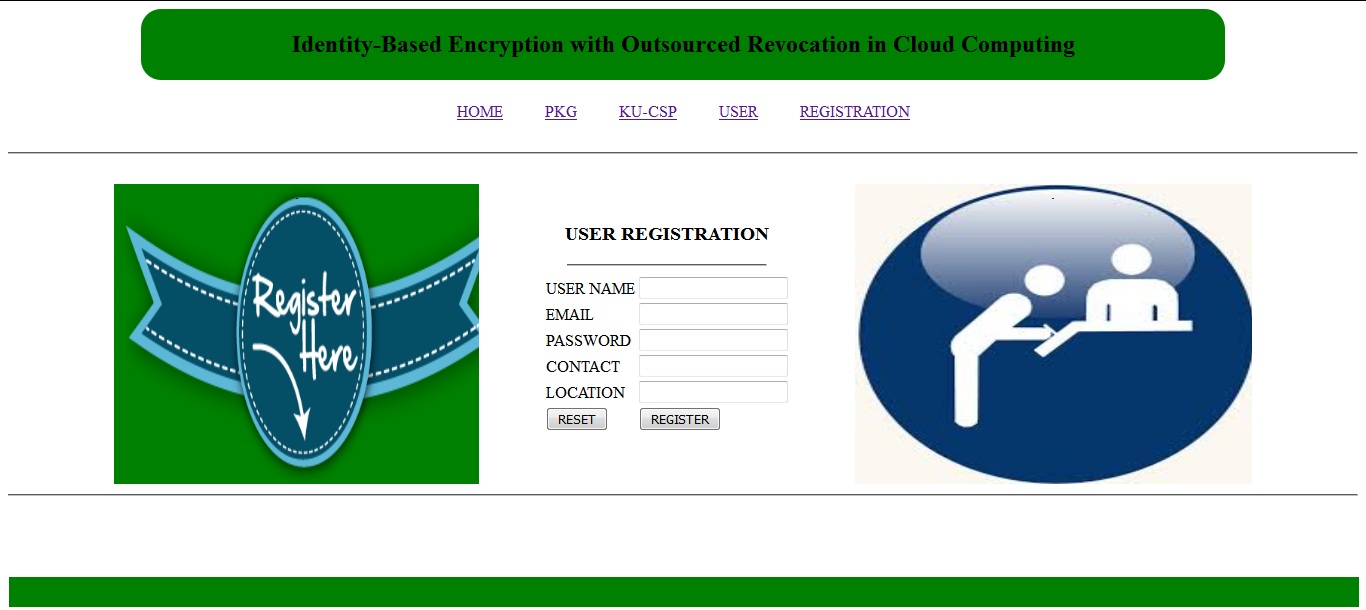 Identity-Based Encryption with Outsourced Revocation in Cloud Computing
HOME PKG KU-CSP USER REGISTRATION
Register
Here
USER REGISTRATION
USER NAME
EMAIL
PASSWORD
CONTACT
LOCATION
RESET REGISTER